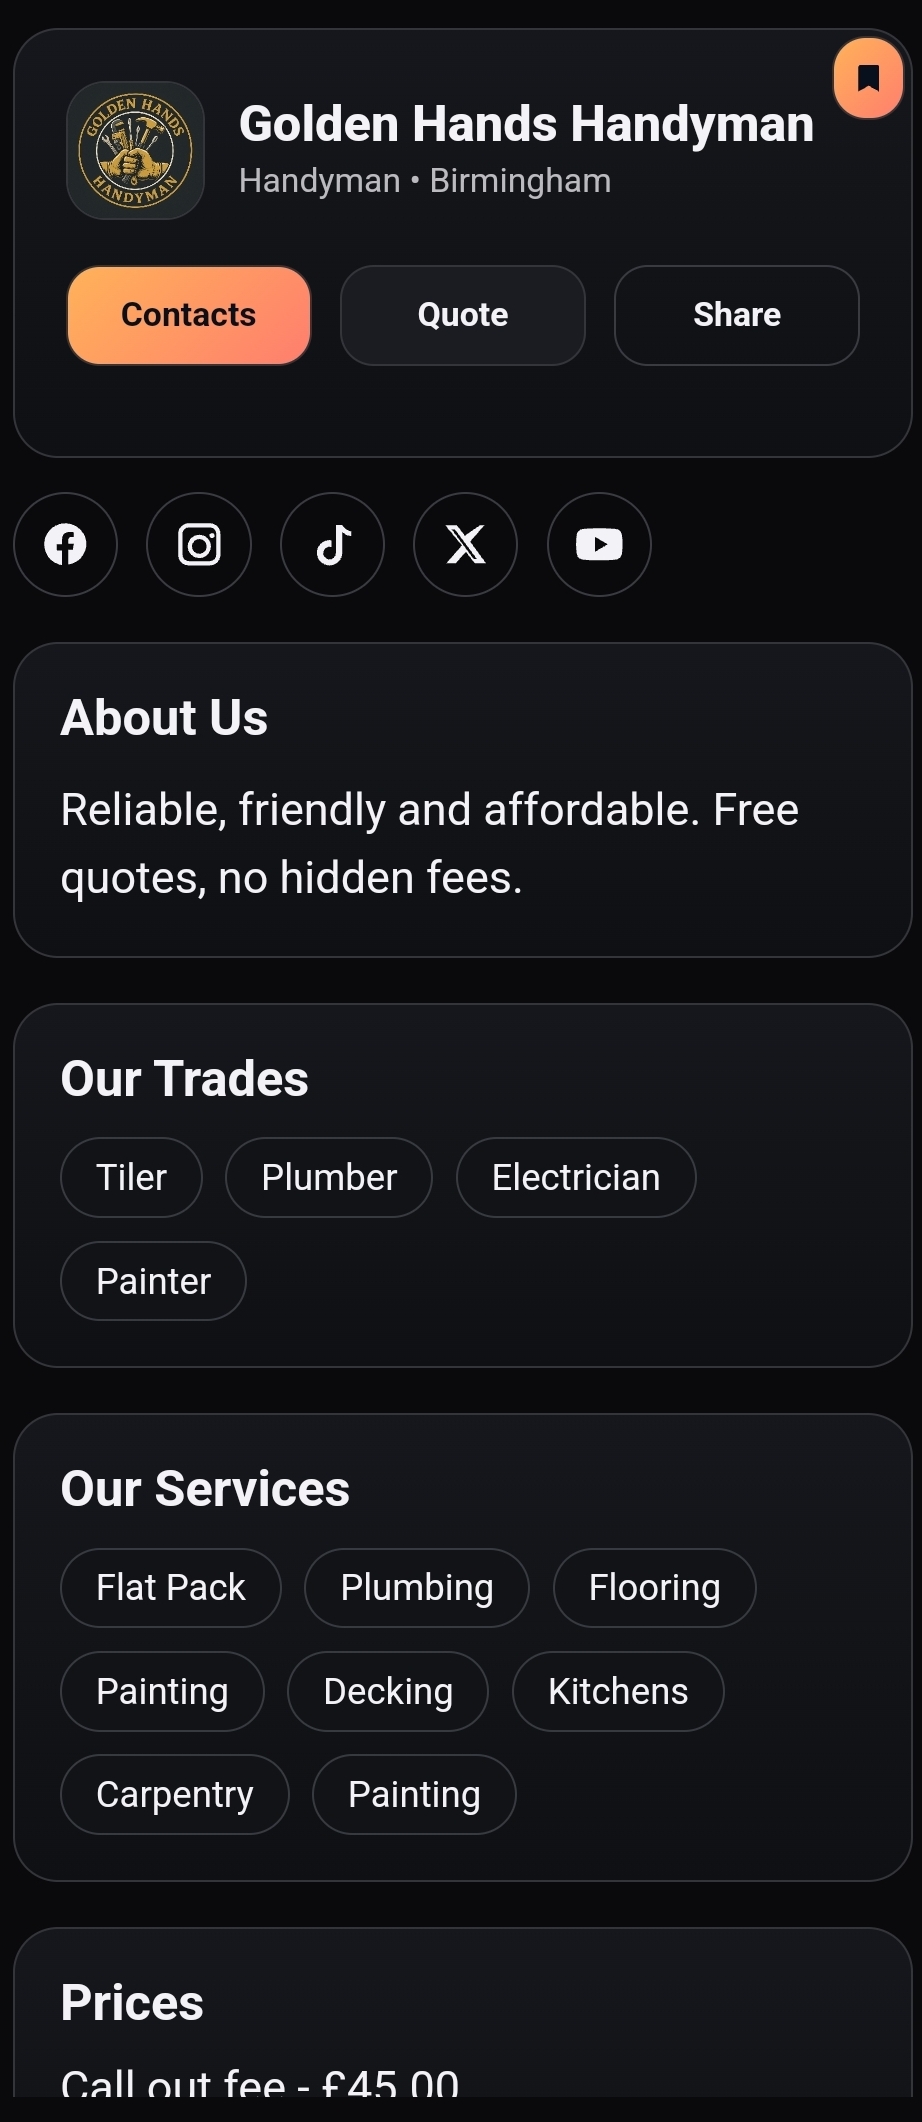 GOLDEN HANDS
HANDYMAN
Golden Hands Handyman
Handyman • Birmingham
Contacts Quote Share
About Us
Reliable, friendly and affordable. Free
quotes, no hidden fees.
Our Trades
Tiler Plumber Electrician
Painter
Our Services
Flat Pack Plumbing Flooring
Painting Decking Kitchens
Carpentry Painting
Prices
Call out fee - £45.00